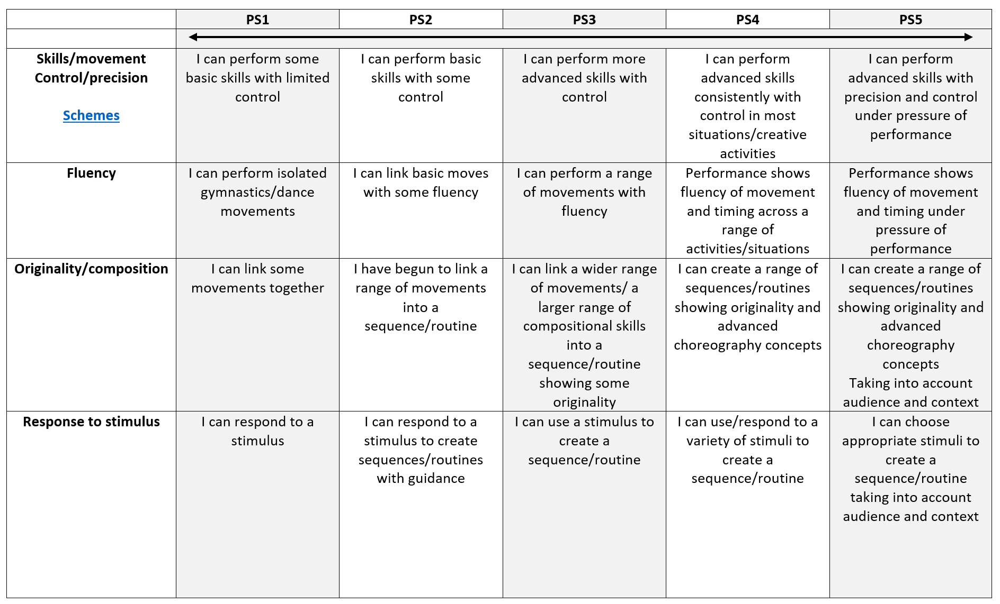 PS1
PS2
PS3
PS4
PS5
Skills/movement
Control/precision
Schemes
I can perform some
basic skills with limited
control
I can perform basic
skills with some
control
I can perform more
advanced skills with
control
I can perform
advanced skills
consistently with
control in most
situations/creative
activities
I can perform
advanced skills with
precision and control
under pressure of
performance
Fluency
I can perform isolated
gymnastics/dance
movements
I can link basic moves
with some fluency
I can perform a range
of movements with
fluency
Performance shows
fluency of movement
and timing across a
range of
activities/situations
Performance shows
fluency of movement
and timing under
pressure of
performance
Originality/composition
I can link some
movements together
I have begun to link a
range of movements
into a
sequence/routine
I can link a wider range
of movements/ a
larger range of
compositional skills
into a
sequence/routine
showing some
originality
I can create a range of
sequences/routines
showing originality and
advanced
choreography concepts
I can create a range of
sequences/routines
showing originality and
advanced
choreography
concepts
Taking into account
audience and context
Response to stimulus
I can respond to a
stimulus
I can respond to a
stimulus to create
sequences/routines
with guidance
I can use a stimulus to
create a
sequence/routine
I can use/respond to a
variety of stimuli to
create a
sequence/routine
I can choose
appropriate stimuli to
create a
sequence/routine
taking into account
audience and context